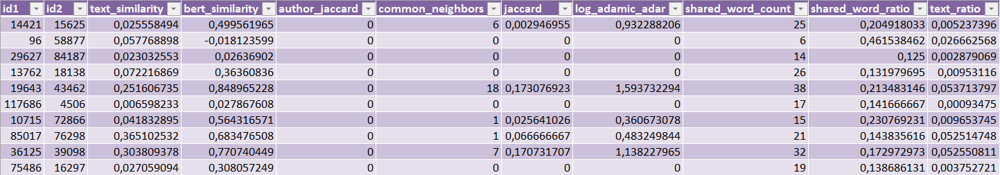 id1 id2 text_similarity bert_similarity author_jaccard common_neighbors jaccard log_adamic_adar shared_word_count shared_word_ratio text_ratio
14421 15625 0,025558494 0,499561965 0 6 0,002946955 0,932288206 25 0,204918033 0,005237396
96 58877 0,057768898 -0,018123599 0 0 0 0 6 0,461538462 0,026662568
29627 84187 0,023032553 0,02636902 0 0 0 0 14 0,125 0,002879069
13762 18138 0,072216869 0,36360836 0 0 0 0 26 0,131979695 0,00953116
19643 43462 0,251606735 0,848965228 0 18 0,173076923 1,593732294 38 0,213483146 0,053713797
117686 4506 0,006598233 0,027867608 0 0 0 0 17 0,141666667 0,00093475
10715 72866 0,041832895 0,564316571 0 1 0,025641026 0,360673078 15 0,230769231 0,009653745
85017 76298 0,365102532 0,683476508 0 1 0,066666667 0,483249844 21 0,143835616 0,052514748
36125 39098 0,303809378 0,770740449 0 7 0,170731707 1,138227965 32 0,172972973 0,052550811
75486 16297 0,027059094 0,308057249 0 0 0 0 19 0,138686131 0,003752721